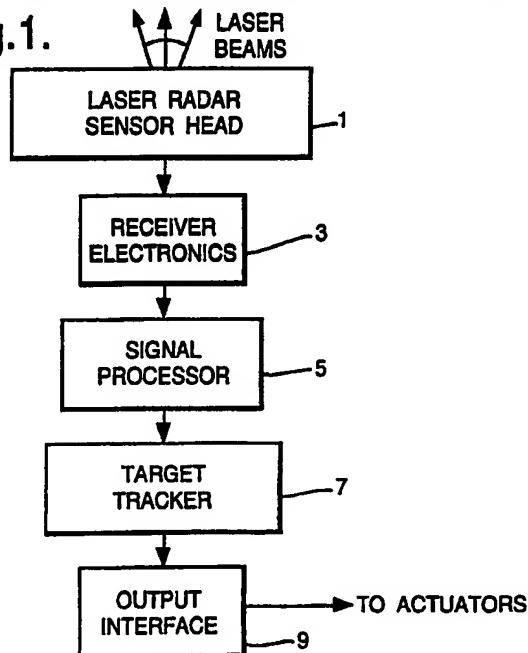 g.1.
LASER
BEAMS
LASER RADAR
SENSOR HEAD
1
RECEIVER
ELECTRONICS
3
SIGNAL
PROCESSOR
5
TARGET
TRACKER
7
OUTPUT
INTERFACE
TO ACTUATORS
9